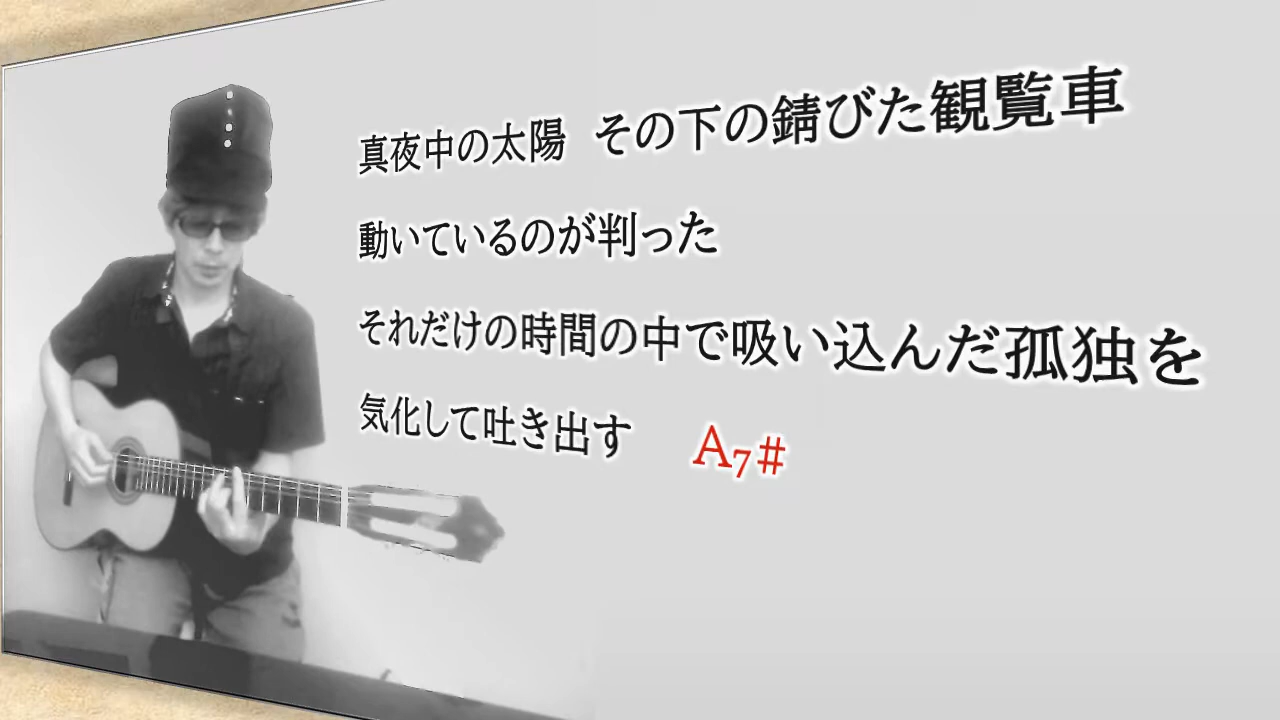 真夜中の太陽　その下の錆びた観覧車
動いているのが判った
それだけの時間の中で吸い込んだ孤独を
気化して吐き出す　A7#